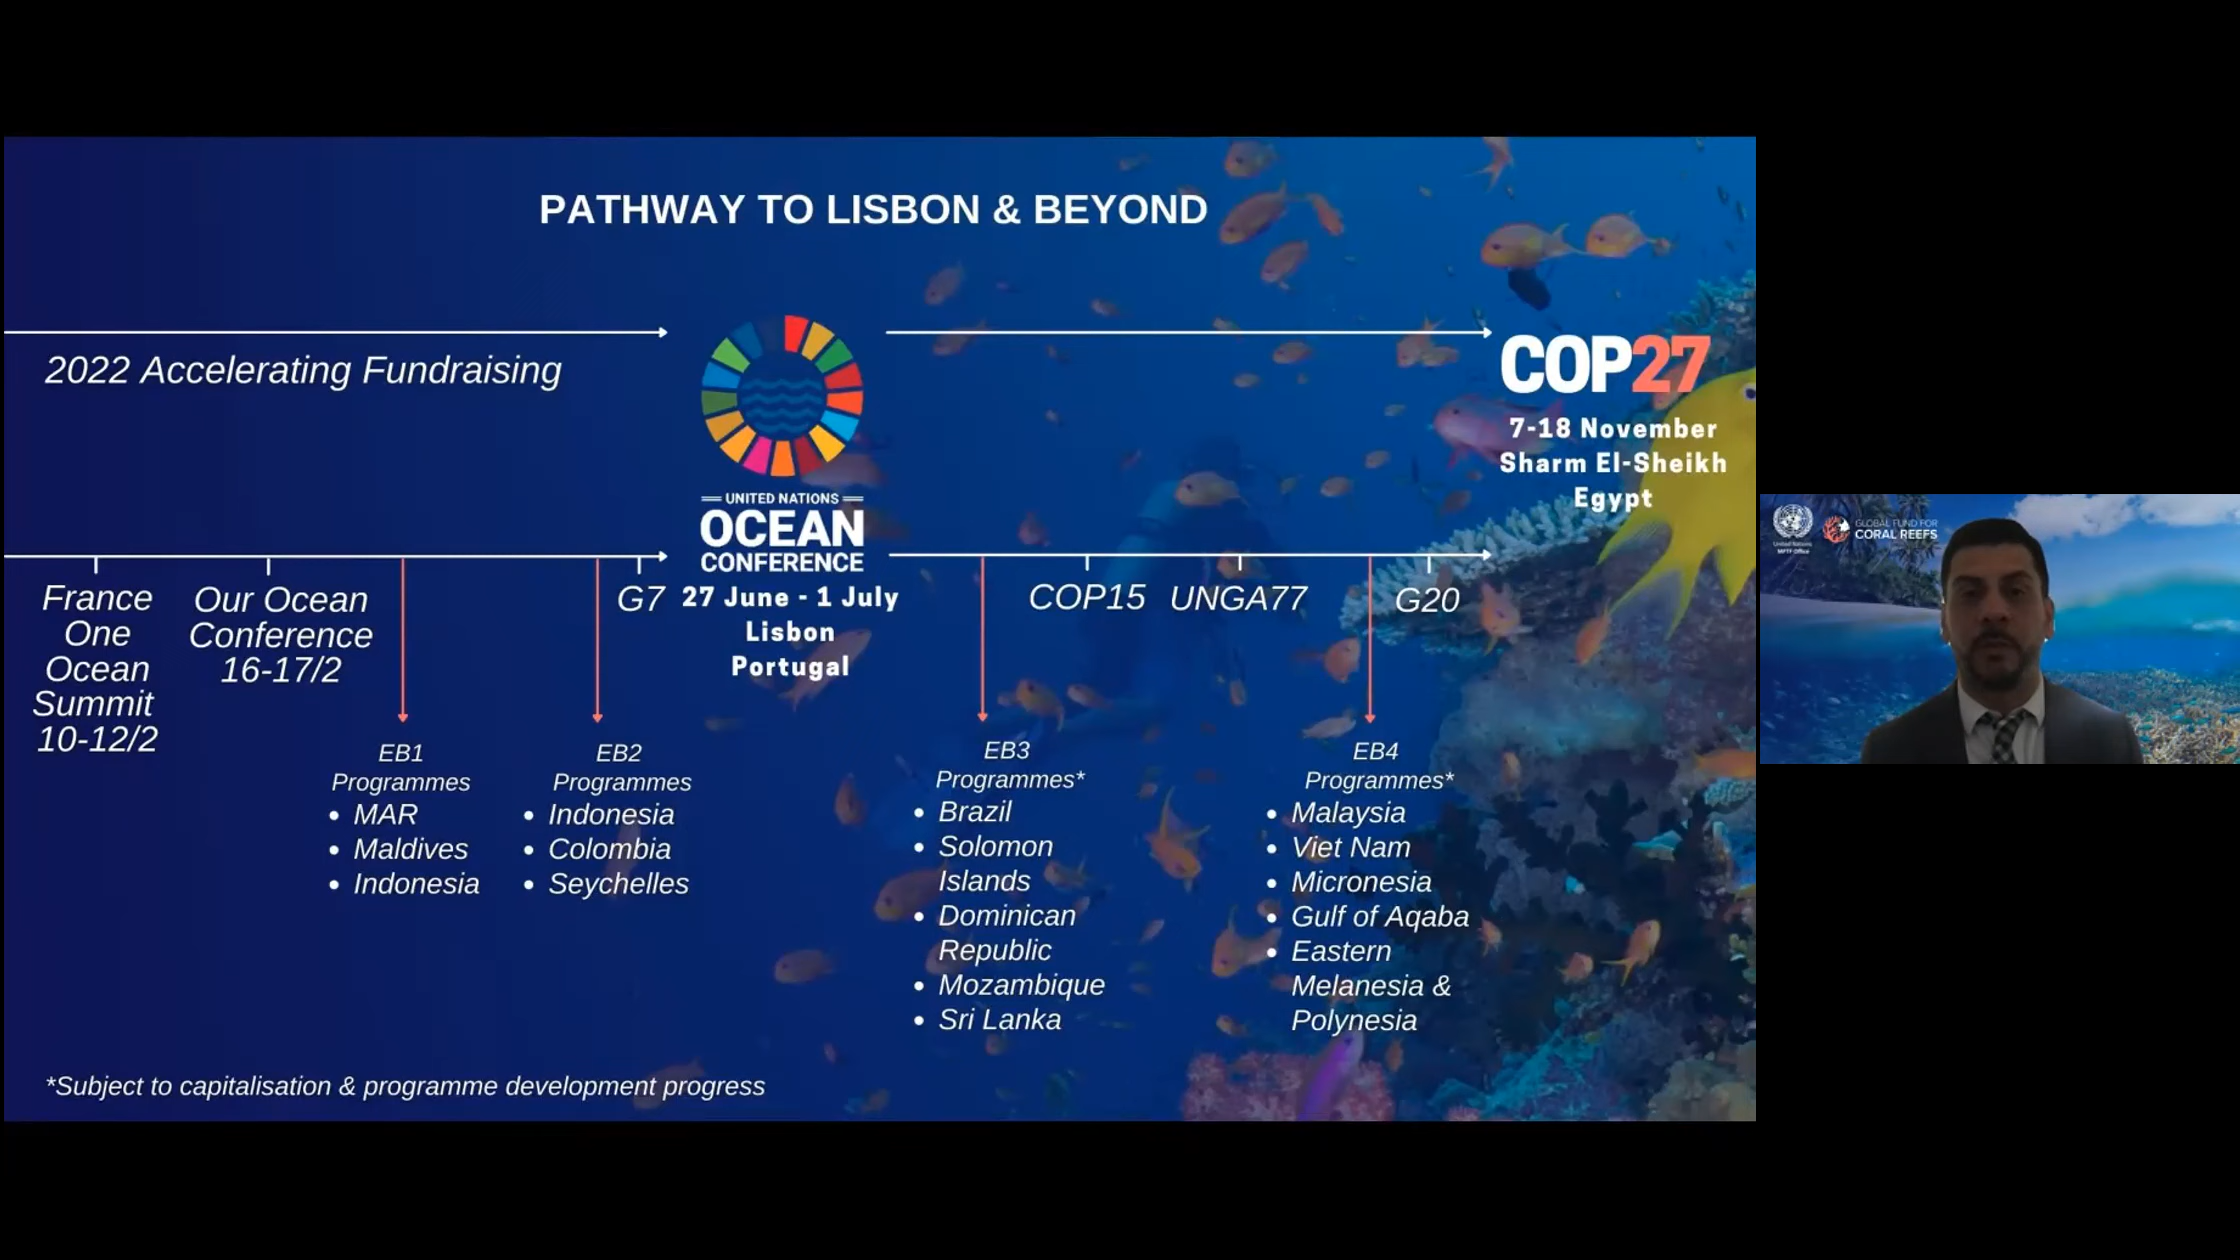 PATHWAY TO LISBON & BEYOND
2022 Accelerating Fundraising
UNITED NATIONS
OCEAN
CONFERENCE
27 June - 1 July
Lisbon
Portugal
COP27
7-18 November
Sharm El-Sheikh
Egypt
France
One
Ocean
Summit
10-12/2
Our Ocean
Conference
16-17/2
G7
COP15
UNGA77
G20
EB1
Programmes
• MAR
• Maldives
• Indonesia
EB2
Programmes
• Indonesia
• Colombia
• Seychelles
EB3
Programmes*
• Brazil
• Solomon
Islands
• Dominican
Republic
• Mozambique
• Sri Lanka
EB4
Programmes*
• Malaysia
• Viet Nam
• Micronesia
• Gulf of Aqaba
• Eastern
Melanesia &
Polynesia
*Subject to capitalisation & programme development progress
United Nations
MPTF Office
GLOBAL FUND FOR
CORAL REEFS